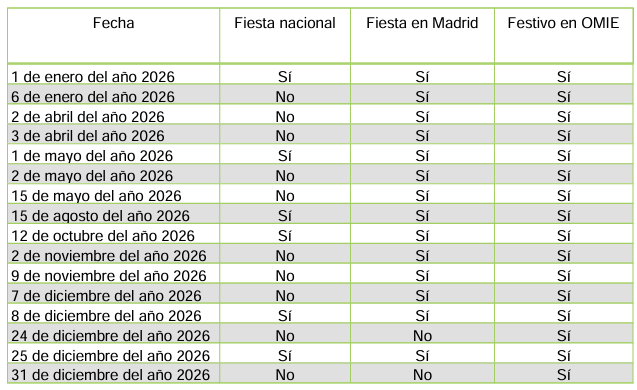 Fecha Fiesta nacional Fiesta en Madrid Festivo en OMIE
1 de enero del año 2026 Sí Sí Sí
6 de enero del año 2026 No Sí Sí
2 de abril del año 2026 No Sí Sí
3 de abril del año 2026 No Sí Sí
1 de mayo del año 2026 Sí Sí Sí
2 de mayo del año 2026 No Sí Sí
15 de mayo del año 2026 No Sí Sí
15 de agosto del año 2026 Sí Sí Sí
12 de octubre del año 2026 Sí Sí Sí
2 de noviembre del año 2026 No Sí Sí
9 de noviembre del año 2026 No Sí Sí
7 de diciembre del año 2026 No Sí Sí
8 de diciembre del año 2026 Sí Sí Sí
24 de diciembre del año 2026 No No Sí
25 de diciembre del año 2026 Sí Sí Sí
31 de diciembre del año 2026 No No Sí